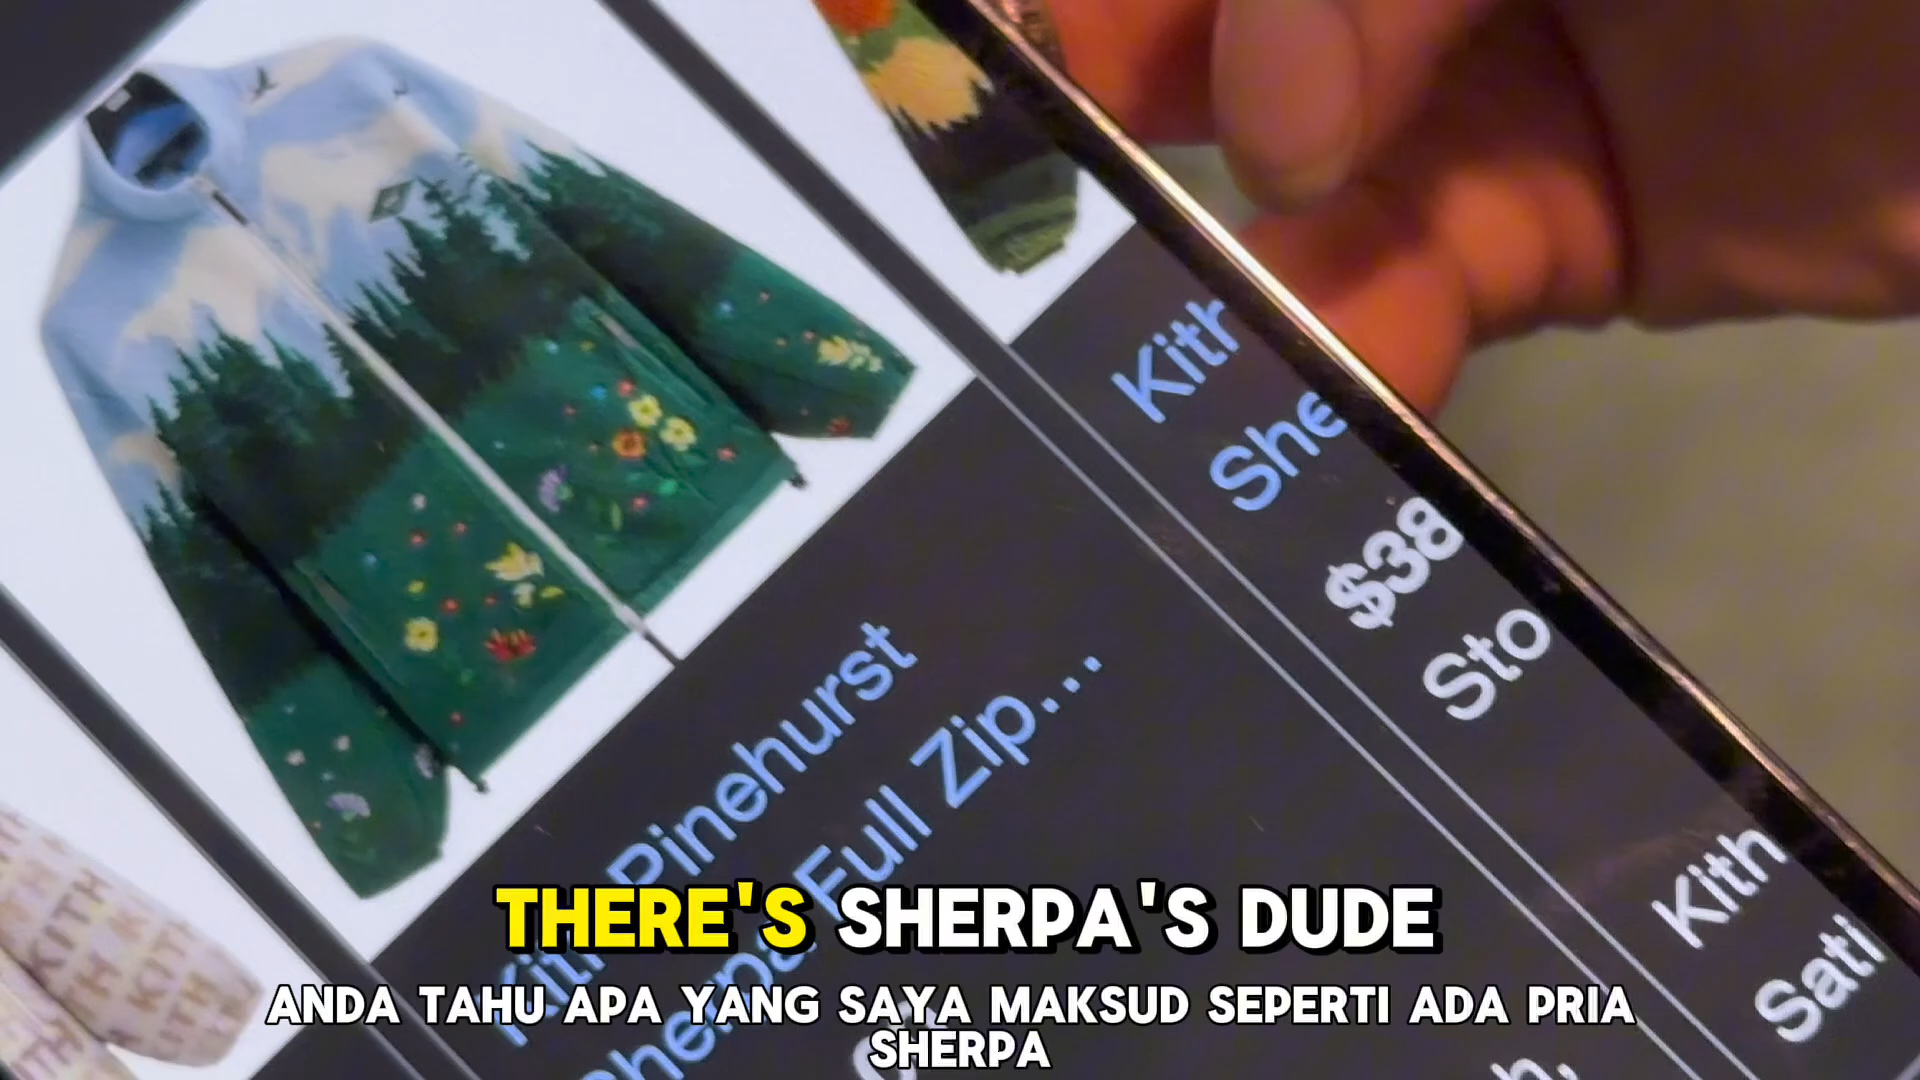 Kith
She
$38
Sto
Kith
Sati
Kith Pinehurst
Sherpa Full Zip...
THERE'S SHERPA'S DUDE
ANDA TAHU APA YANG SAYA MAKSUD SEPERTI ADA PRIA
SHERPA